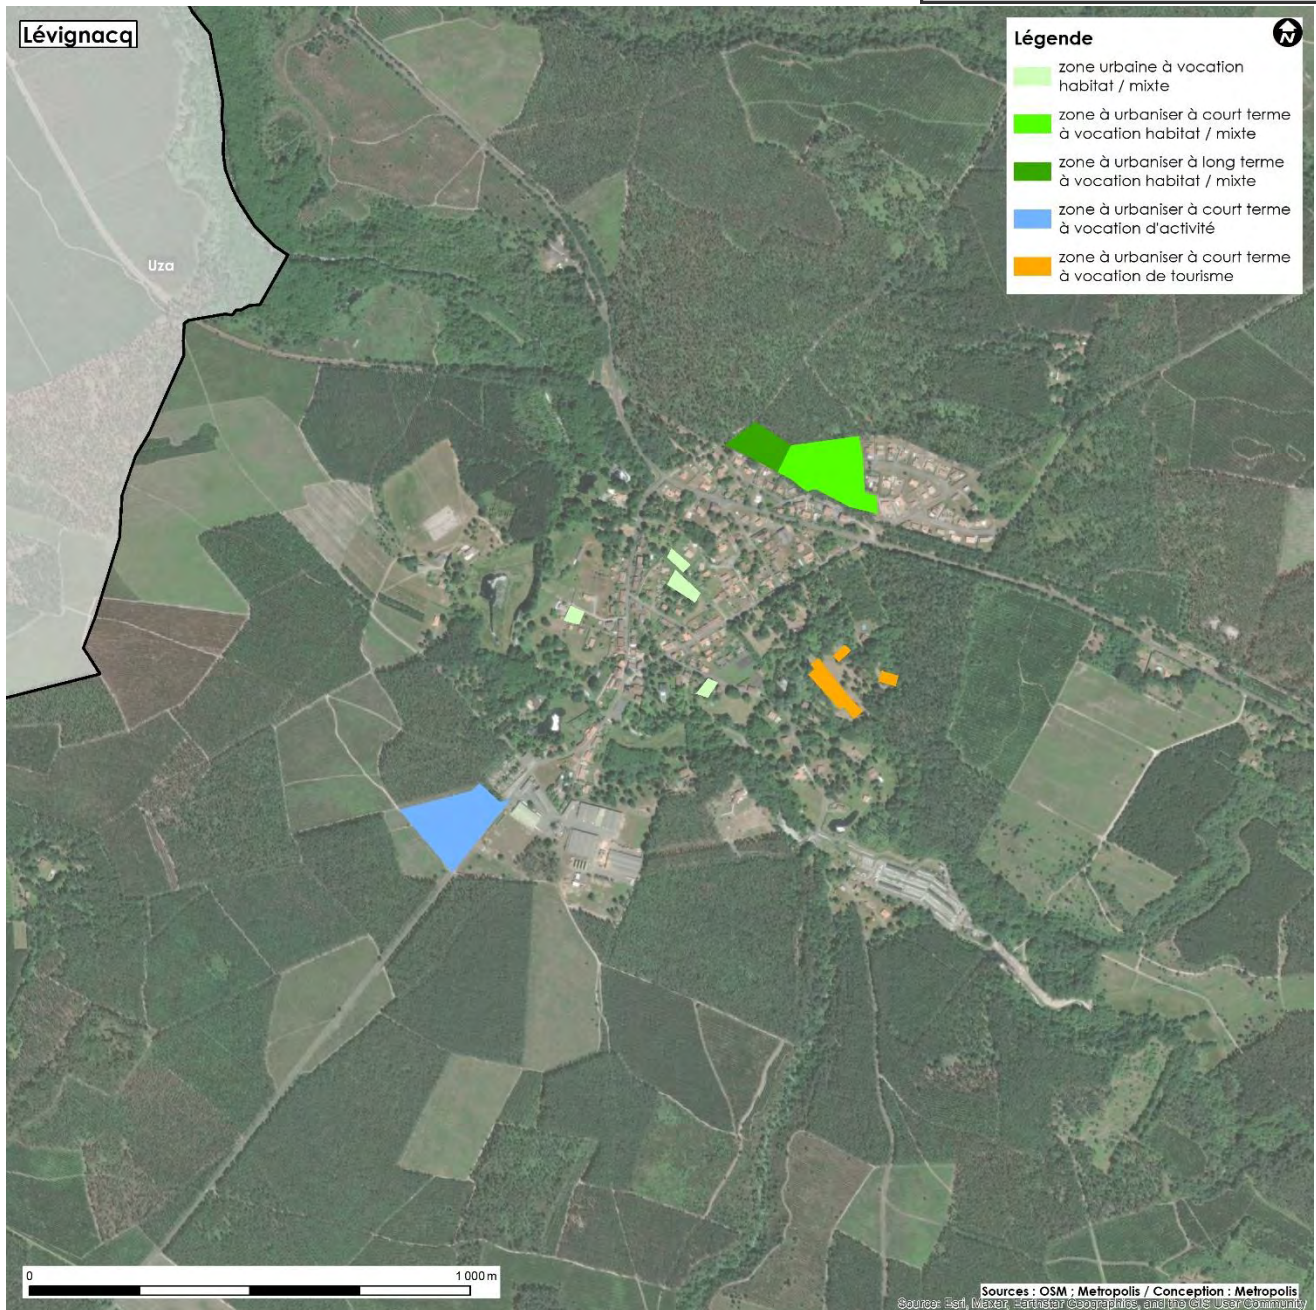 Lévignacq
Légende
N
zone urbaine à vocation
habitat / mixte
zone à urbaniser à court terme
à vocation habitat / mixte
zone à urbaniser à long terme
à vocation habitat / mixte
zone à urbaniser à court terme
à vocation d'activité
zone à urbaniser à court terme
à vocation de tourisme
Uza
0 1 000 m
Sources : OSM ; Metropolis / Conception : Metropolis
Source: Esri, Maxar, Earthstar Geographics, and the GIS User Community